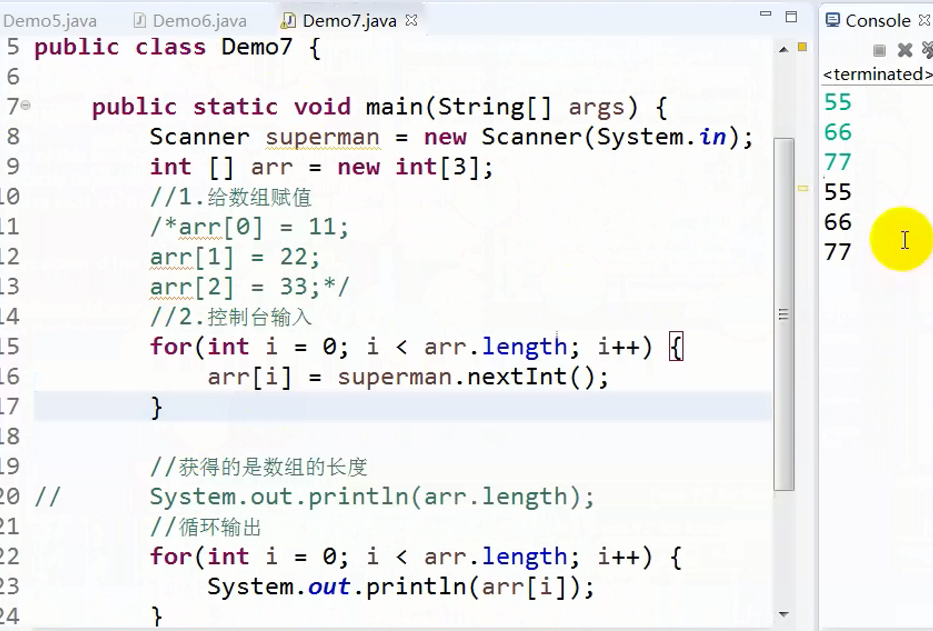 Demo5.java Demo6.java Demo7.java Console
<terminated>
5 public class Demo7 {
6
7 public static void main(String[] args) {
8 Scanner superman = new Scanner(System.in);
9 int [] arr = new int[3];
10 //1.给数组赋值
11 /*arr[0] = 11;
12 arr[1] = 22;
13 arr[2] = 33;*/
14 //2.控制台输入
15 for(int i = 0; i < arr.length; i++) {
16 arr[i] = superman.nextInt();
17 }
18
19 //获得的是数组的长度
20 // System.out.println(arr.length);
21 //循环输出
22 for(int i = 0; i < arr.length; i++) {
23 System.out.println(arr[i]);
24 }
55
66
77
55
66
77